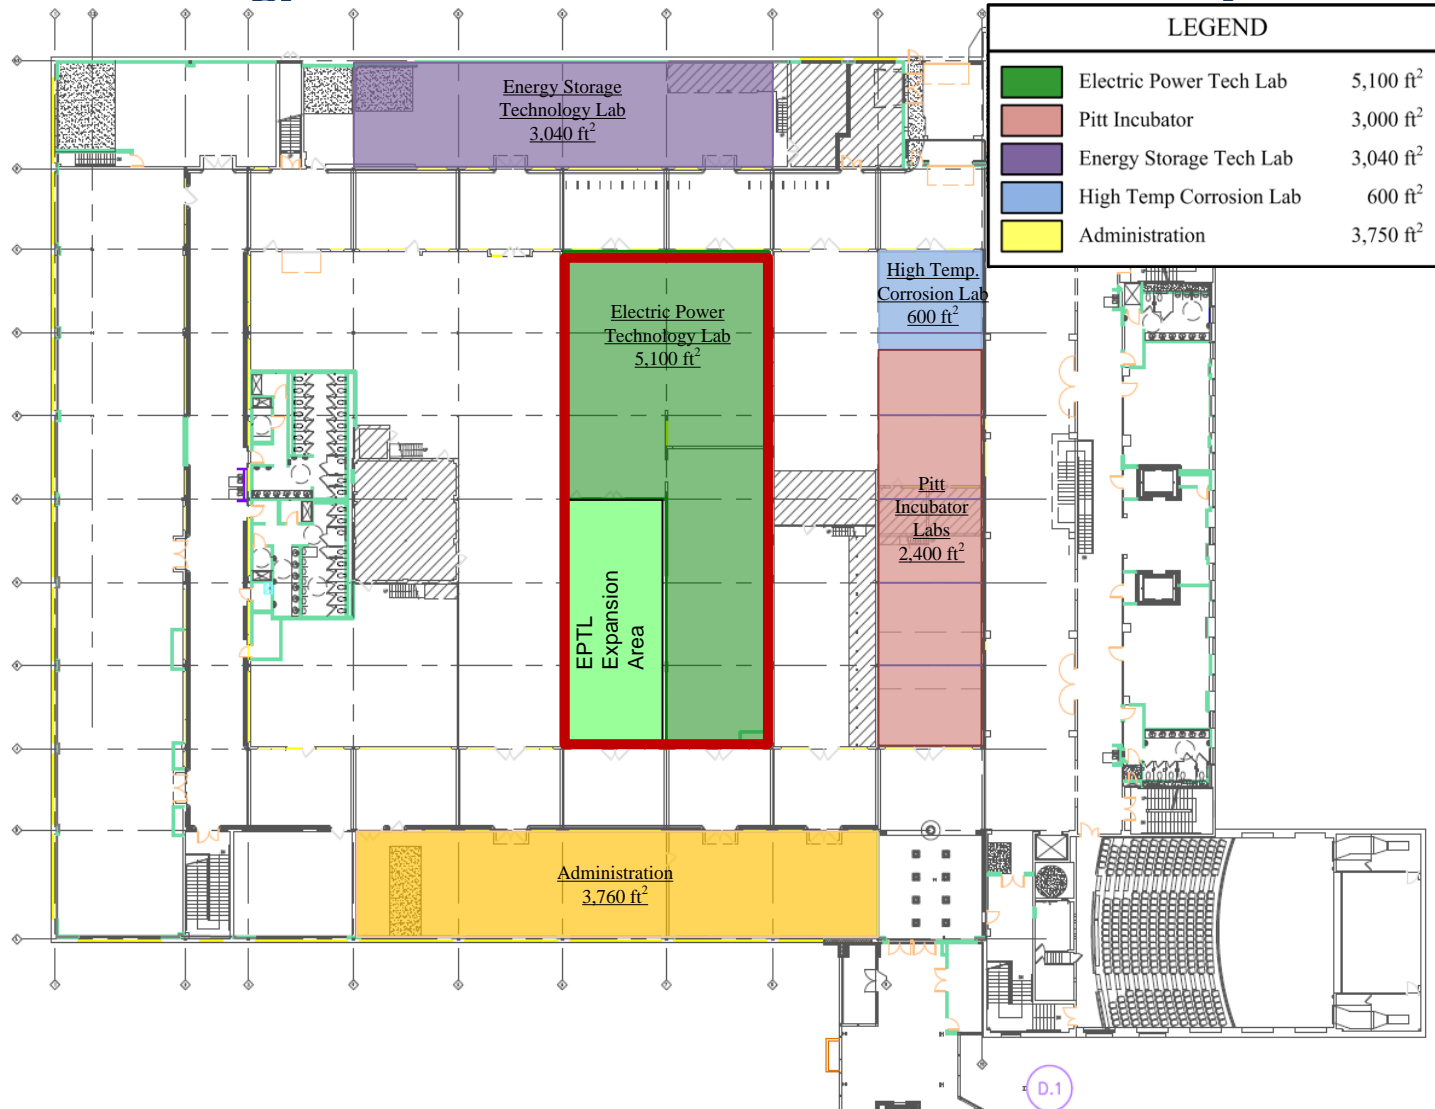 LEGEND
Electric Power Tech Lab 5,100 ft²
Pitt Incubator 3,000 ft²
Energy Storage Tech Lab 3,040 ft²
High Temp Corrosion Lab 600 ft²
Administration 3,750 ft²
Energy Storage
Technology Lab
3,040 ft²
High Temp.
Corrosion Lab
600 ft²
Electric Power
Technology Lab
5,100 ft²
Pitt
Incubator
Labs
2,400 ft²
EPTL
Expansion
Area
Administration
3,760 ft²
D.1